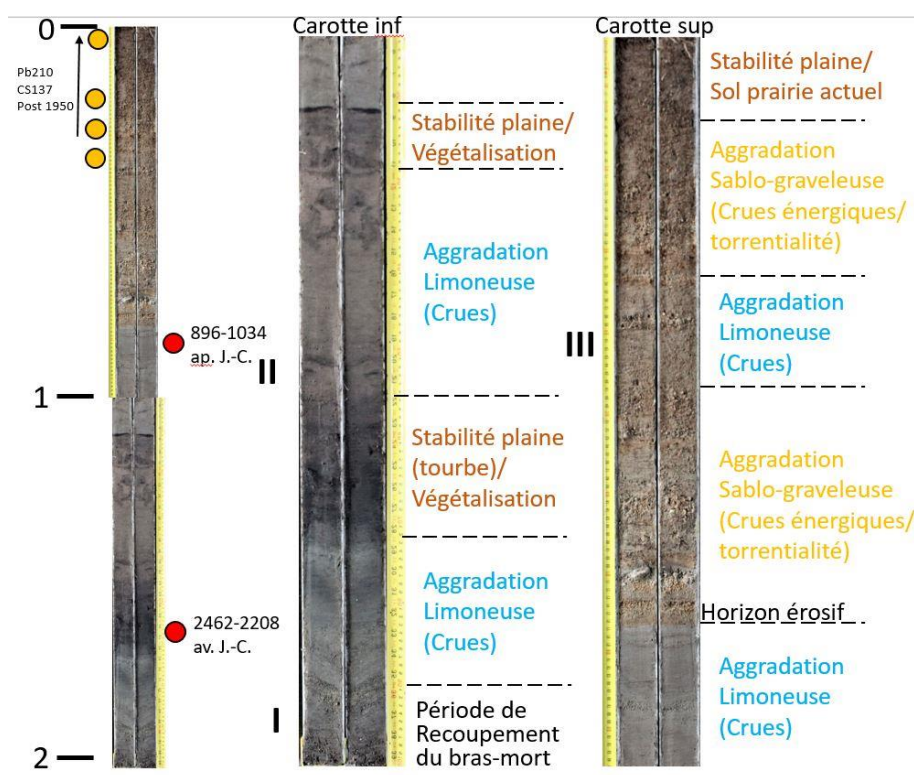 0
Pb210
CS137
Post 1950
896-1034
ap. J.-C.
II
1
2462-2208
av. J.-C.
I
2
Carotte inf
Stabilité plaine/
Végétalisation
Aggradation
Limoneuse
(Crues)
Stabilité plaine
(tourbe)/
Végétalisation
Aggradation
Limoneuse
(Crues)
Période de
Recoupement
du bras-mort
Carotte sup
III
Stabilité plaine/
Sol prairie actuel
Aggradation
Sablo-graveleuse
(Crues énergiques/
torrentialité)
Aggradation
Limoneuse
(Crues)
Aggradation
Sablo-graveleuse
(Crues énergiques/
torrentialité)
Horizon érosif
Aggradation
Limoneuse
(Crues)